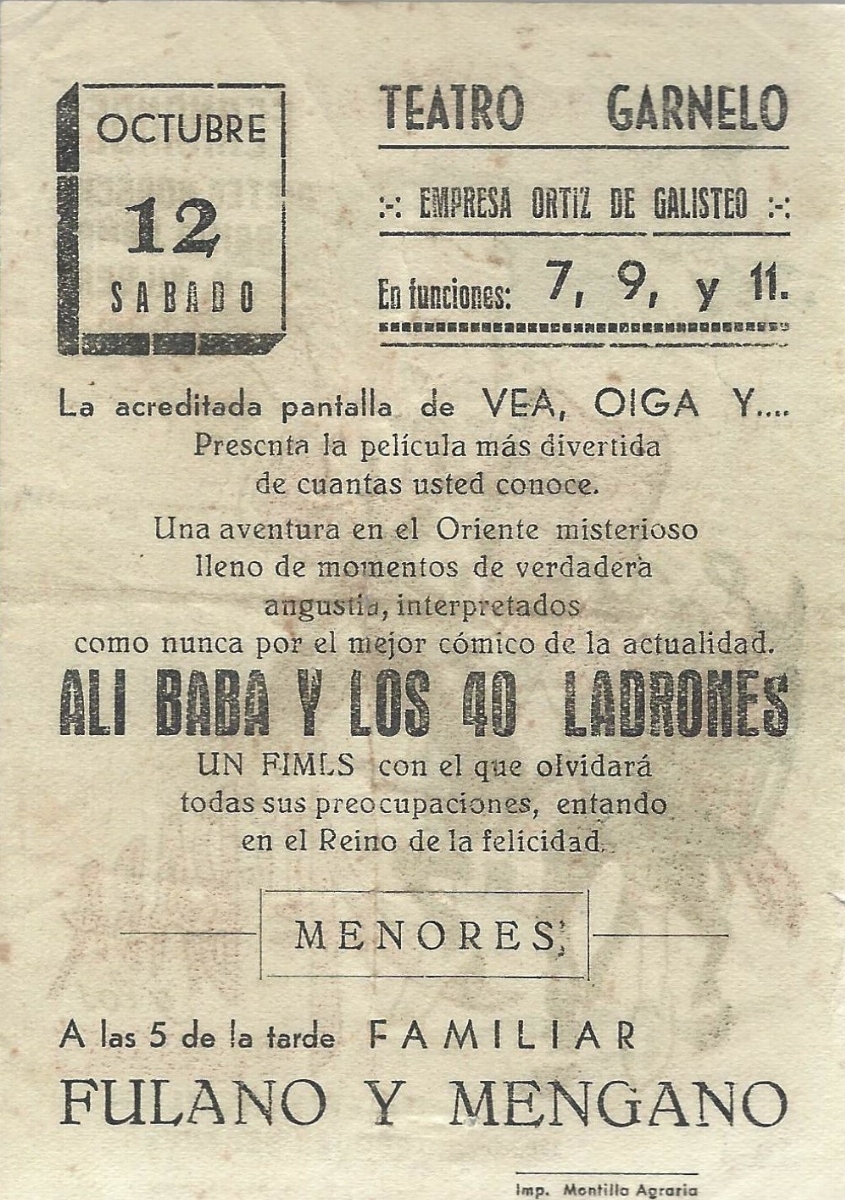 OCTUBRE
12
SABADO
TEATRO GARNELO
:-: EMPRESA ORTIZ DE GALISTEO :-:
En funciones: 7, 9, y 11.
La acreditada pantalla de VEA, OIGA Y....
Presenta la película más divertida
de cuantas usted conoce.
Una aventura en el Oriente misterioso
lleno de momentos de verdadera
angustia, interpretados
como nunca por el mejor cómico de la actualidad.
ALI BABA Y LOS 40 LADRONES
UN FIMLS con el que olvidará
todas sus preocupaciones, entando
en el Reino de la felicidad.
MENORES;
A las 5 de la tarde FAMILIAR
FULANO Y MENGANO
Imp. Montilla Agraria